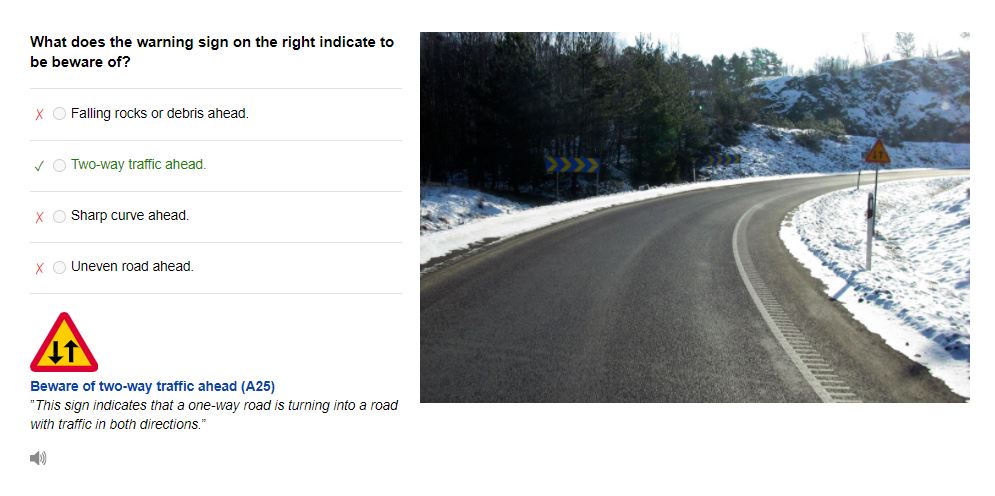 What does the warning sign on the right indicate to
be beware of?
Falling rocks or debris ahead.
Two-way traffic ahead.
Sharp curve ahead.
Uneven road ahead.
Beware of two-way traffic ahead (A25)
"This sign indicates that a one-way road is turning into a road
with traffic in both directions."